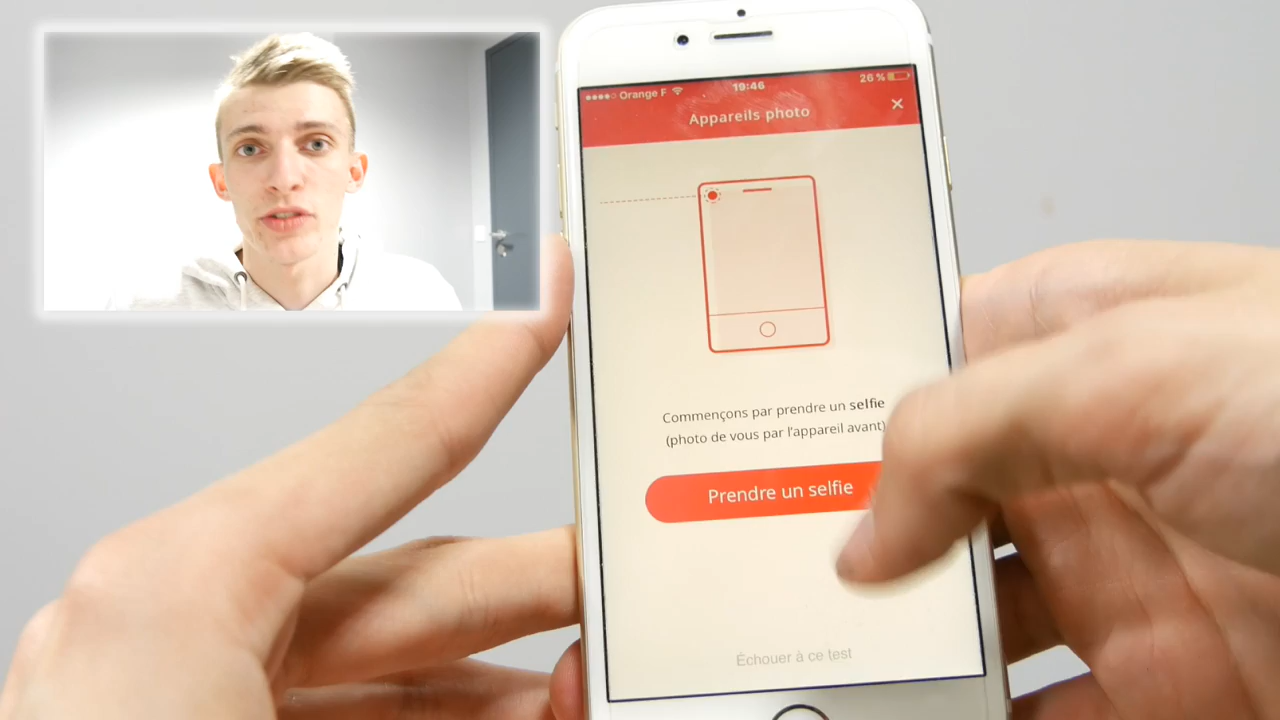 Orange F 19:46 26 %
Appareils photo
Commençons par prendre un selfie
(photo de vous par l'appareil avant)
Prendre un selfie
Échouer à ce test